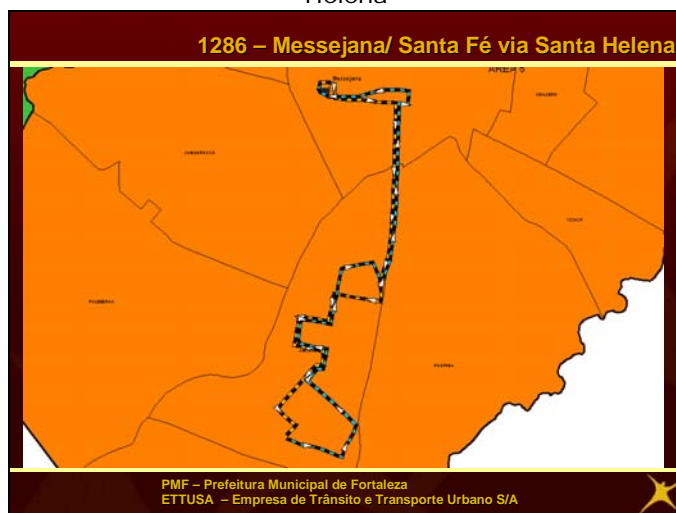 Helena
1286 – Messejana/ Santa Fé via Santa Helena
ÁREA 5
Messejana
PMF – Prefeitura Municipal de Fortaleza
ETTUSA – Empresa de Trânsito e Transporte Urbano S/A